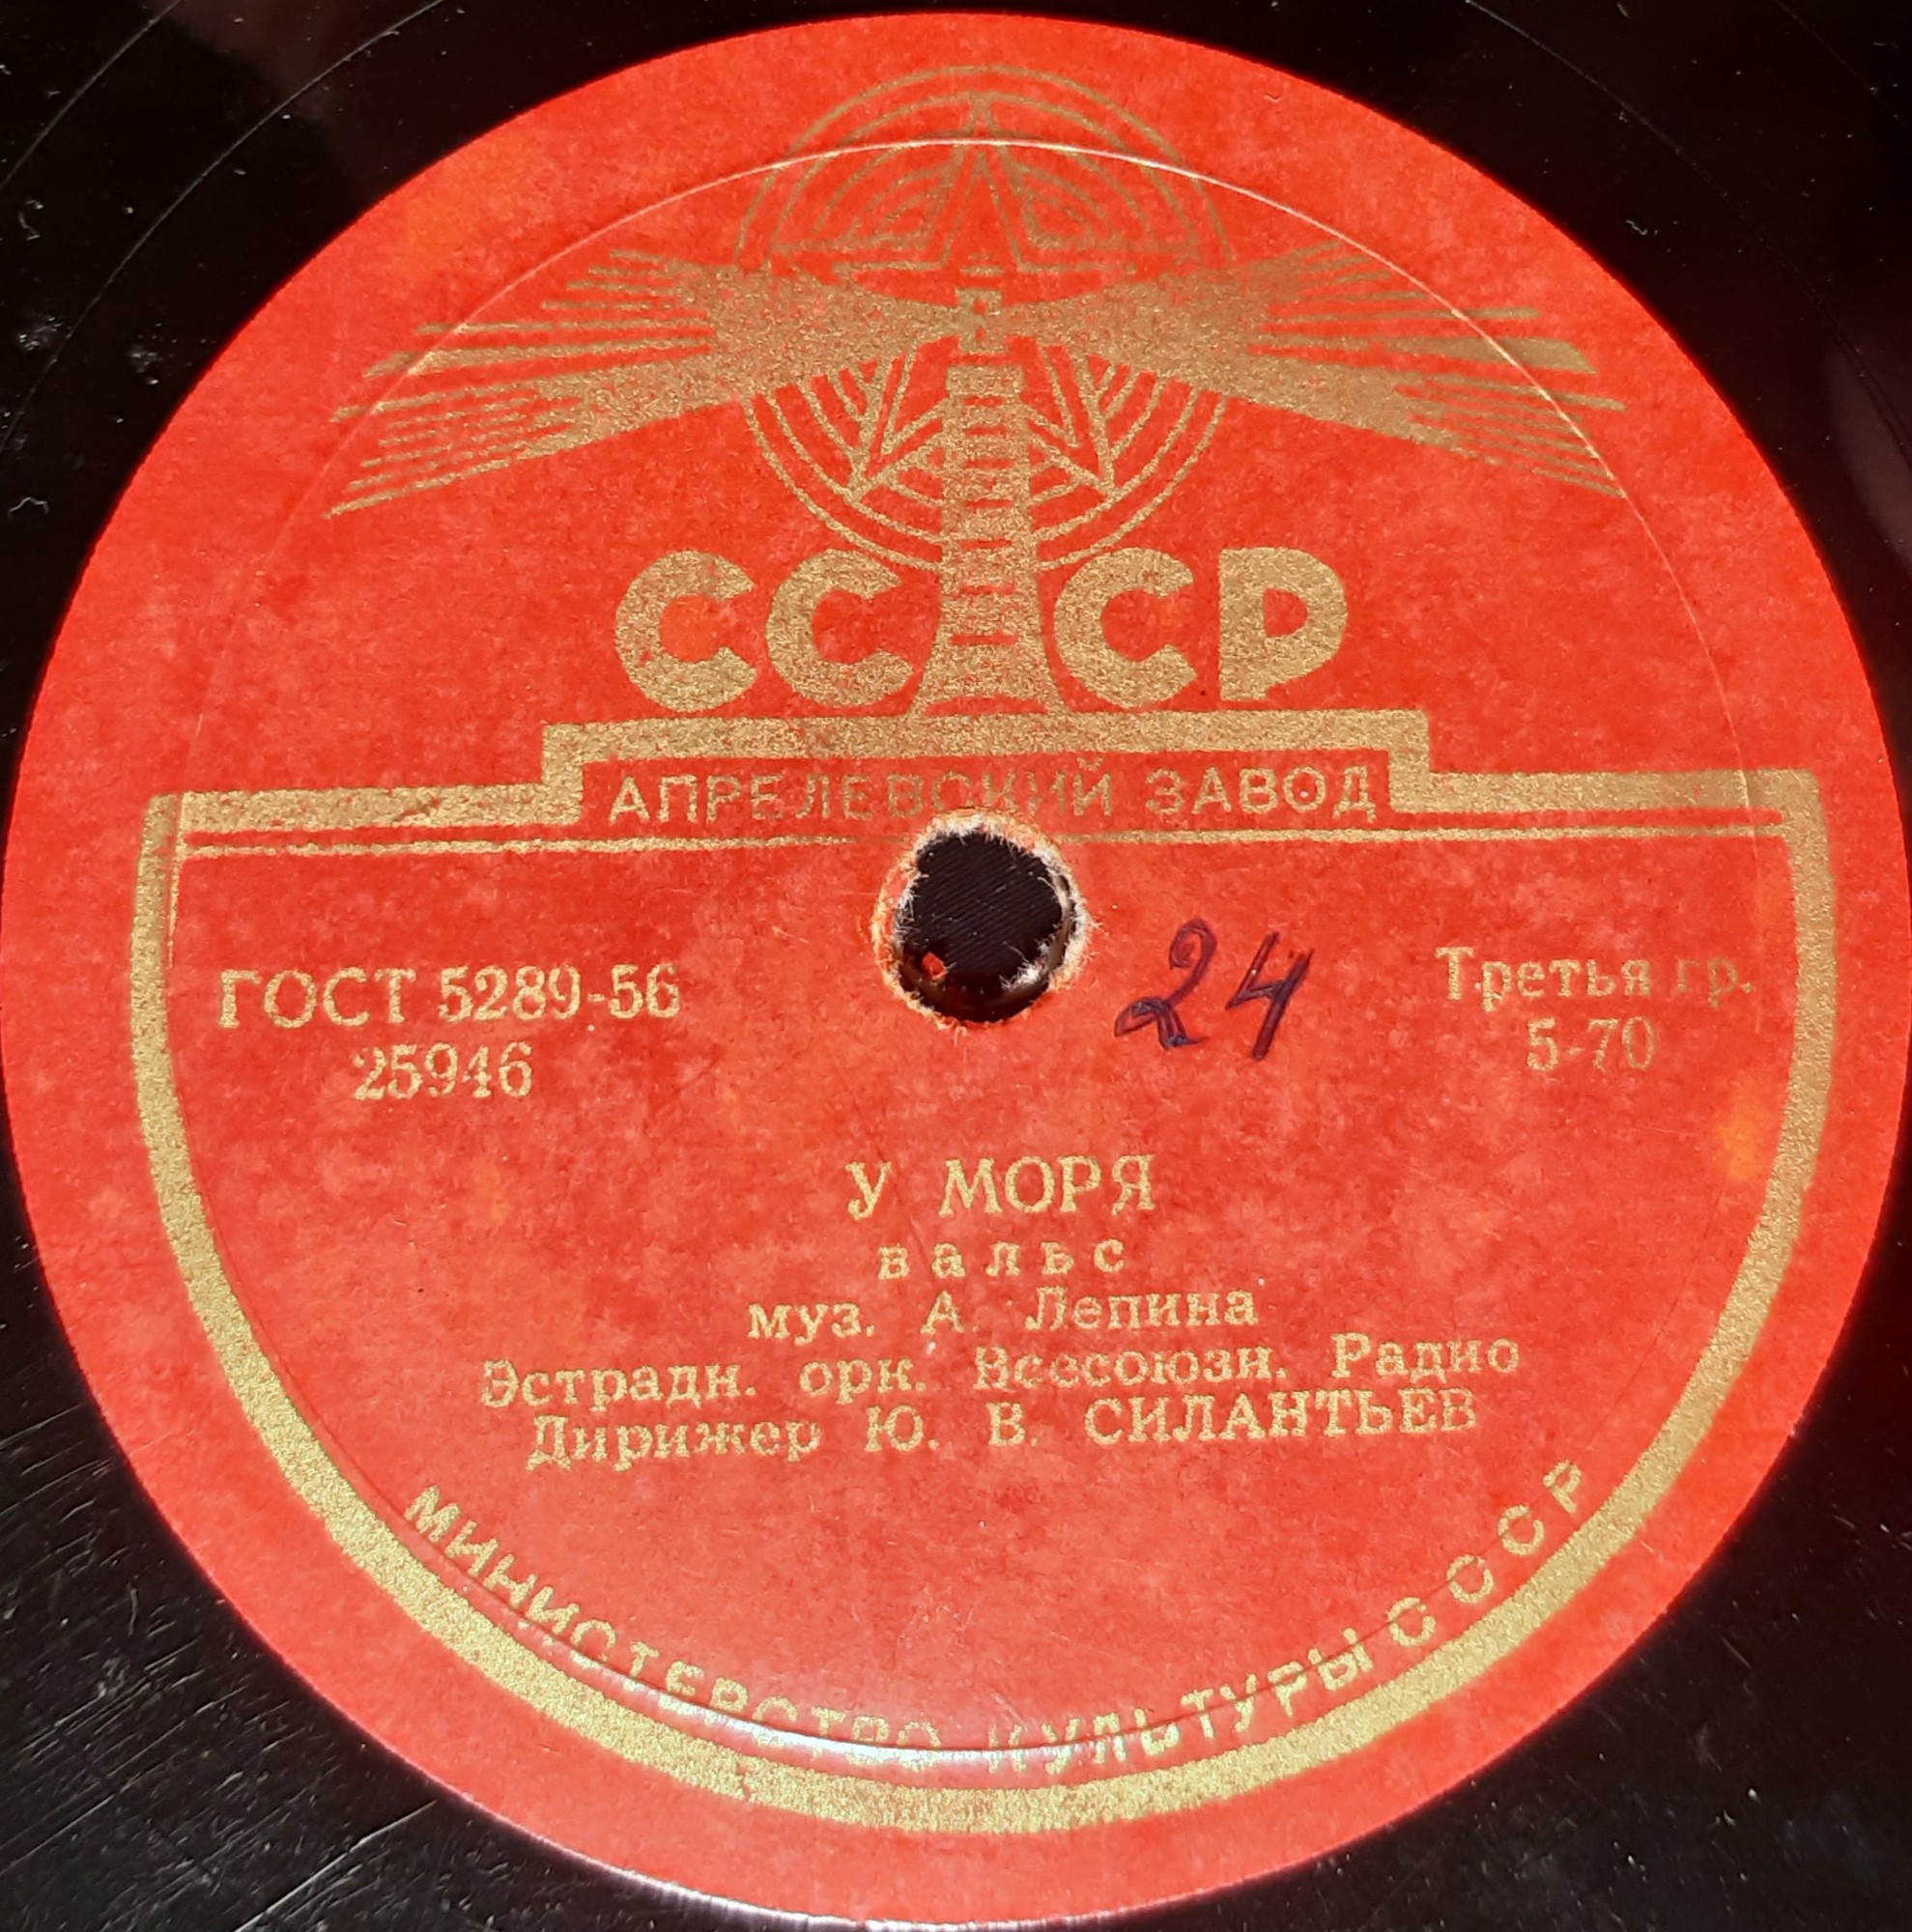 СССР
АПРЕЛЕВСКИЙ ЗАВОД
ГОСТ 5289-56
25946
24
Третья гр.
5-70
У МОРЯ
вальс
муз. А. Лепина
Эстрадн. орк. Всесоюзн. Радио
Дирижер Ю. В. СИЛАНТЬЕВ
МИНИСТЕРСТВО КУЛЬТУРЫ СССР